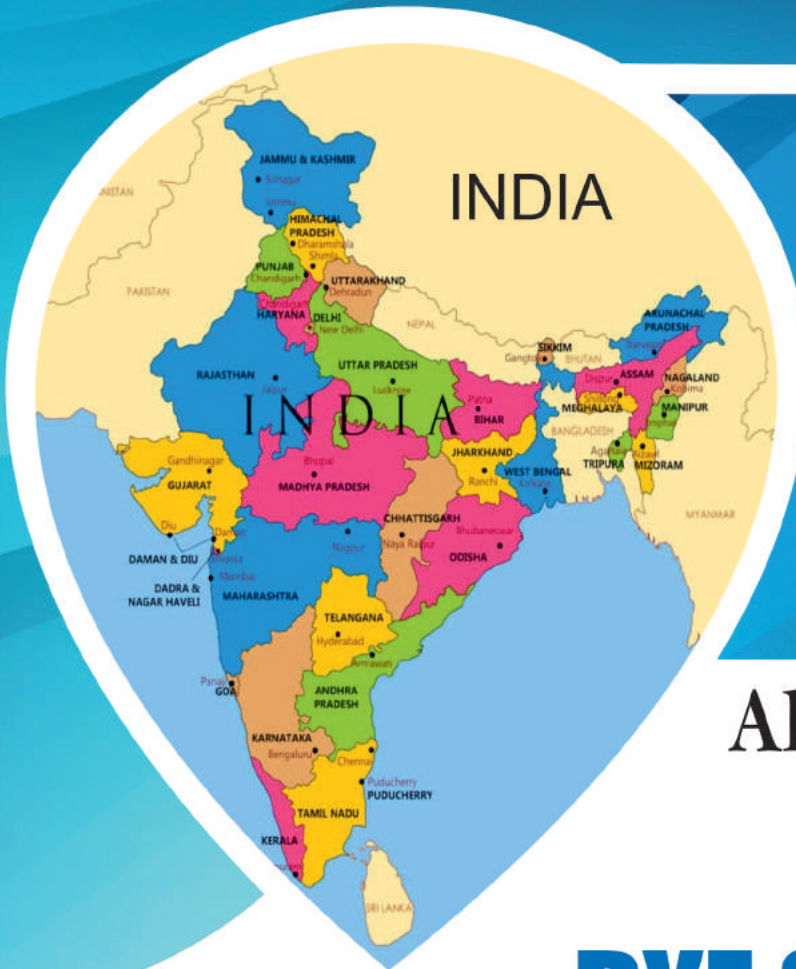 INDIA
JAMMU & KASHMIR
Srinagar
Jammu
HIMACHAL
PRADESH
Dharamshala
Shimla
PUNJAB
Chandigarh
UTTARAKHAND
Dehradun
PAKISTAN
Chandigarh
HARYANA
DELHI
New Delhi
NEPAL
ARUNACHAL
PRADESH
Itanagar
SIKKIM
Gangtok
BHUTAN
RAJASTHAN
Jaipur
UTTAR PRADESH
Lucknow
Dispur
ASSAM
NAGALAND
Kohima
Shillong
MEGHALAYA
MANIPUR
Imphal
Patna
BIHAR
INDIA
BANGLADESH
Gandhinagar
GUJARAT
Bhopal
MADHYA PRADESH
JHARKHAND
Ranchi
WEST BENGAL
Kolkata
Agartala
TRIPURA
Aizawl
MIZORAM
MYANMAR
Diu
Daman
DAMAN & DIU
Silvassa
DADRA &
NAGAR HAVELI
Mumbai
Nagpur
MAHARASHTRA
CHHATTISGARH
Naya Raipur
Bhubaneswar
ODISHA
TELANGANA
Hyderabad
Amrawati
Panaji
GOA
ANDHRA
PRADESH
KARNATAKA
Bengaluru
Chennai
Puducherry
PUDUCHERRY
TAMIL NADU
KERALA
SRI LANKA